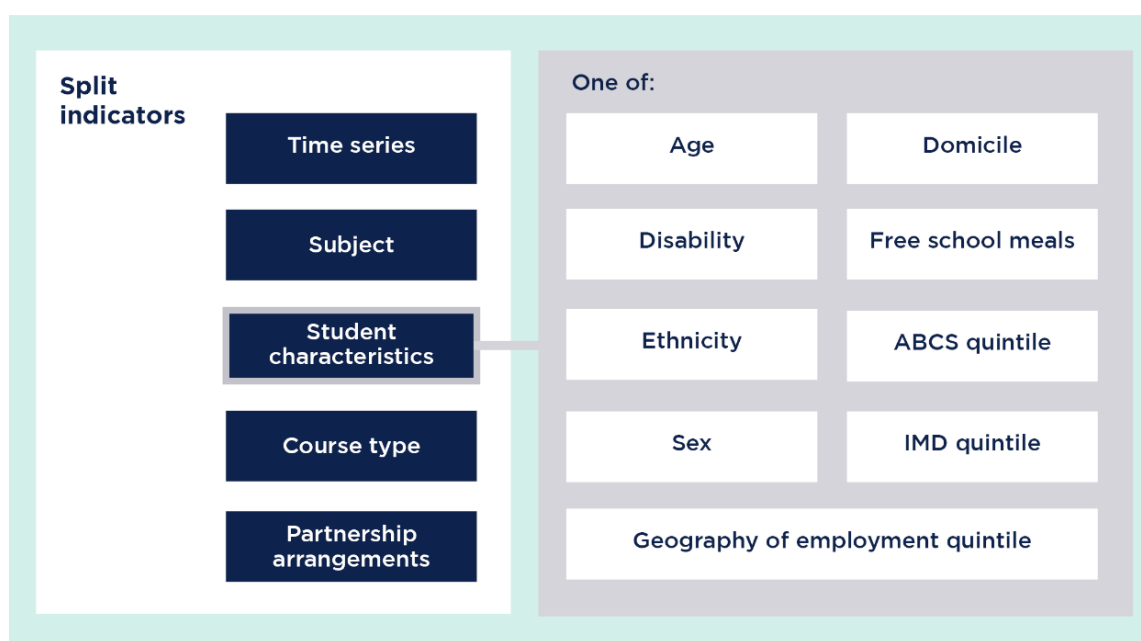 Split
indicators
Time series
Subject
Student
characteristics
Course type
Partnership
arrangements
One of:
Age
Domicile
Disability
Free school meals
Ethnicity
ABCS quintile
Sex
IMD quintile
Geography of employment quintile